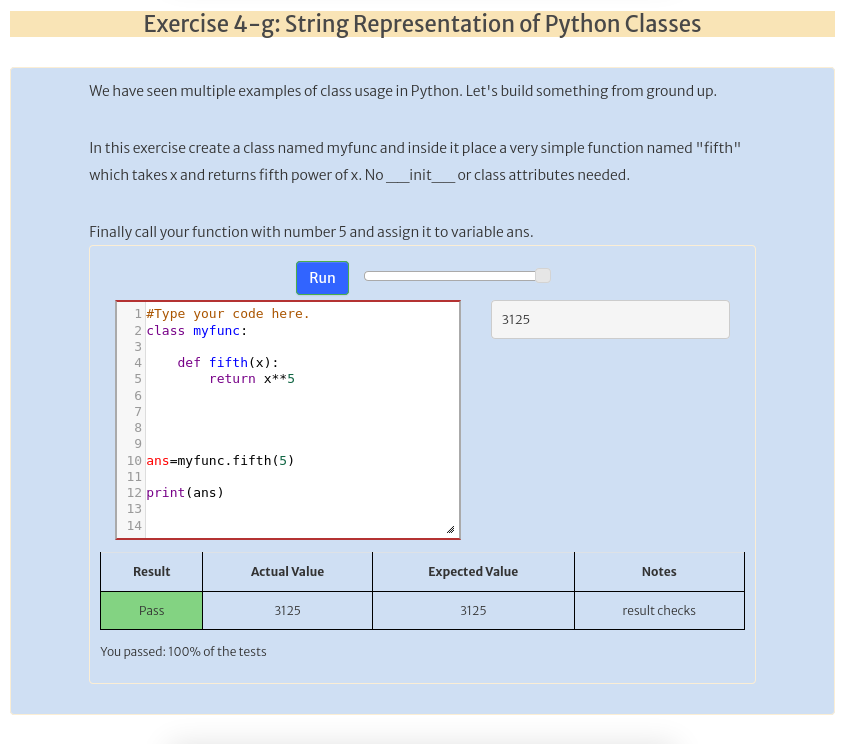 Exercise 4-g: String Representation of Python Classes
We have seen multiple examples of class usage in Python. Let's build something from ground up.
In this exercise create a class named myfunc and inside it place a very simple function named "fifth"
which takes x and returns fifth power of x. No __init__ or class attributes needed.
Finally call your function with number 5 and assign it to variable ans.
Run
3125
1 #Type your code here.
2 class myfunc:
3
4     def fifth(x):
5         return x**5
6
7
8
9
10 ans=myfunc.fifth(5)
11
12 print(ans)
13
14
Result Actual Value Expected Value Notes
Pass 3125 3125 result checks
You passed: 100% of the tests